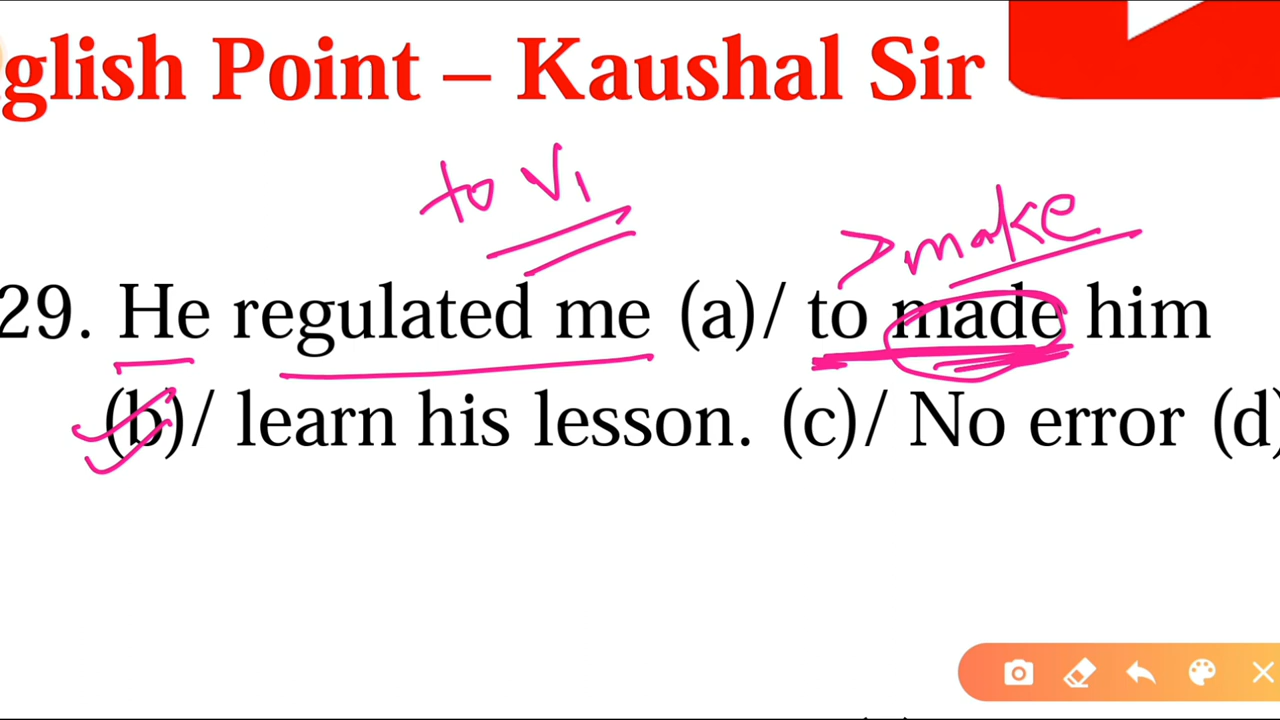 glish Point – Kaushal Sir
to V1
make
29. He regulated me (a)/ to made him
(b)/ learn his lesson. (c)/ No error (d)